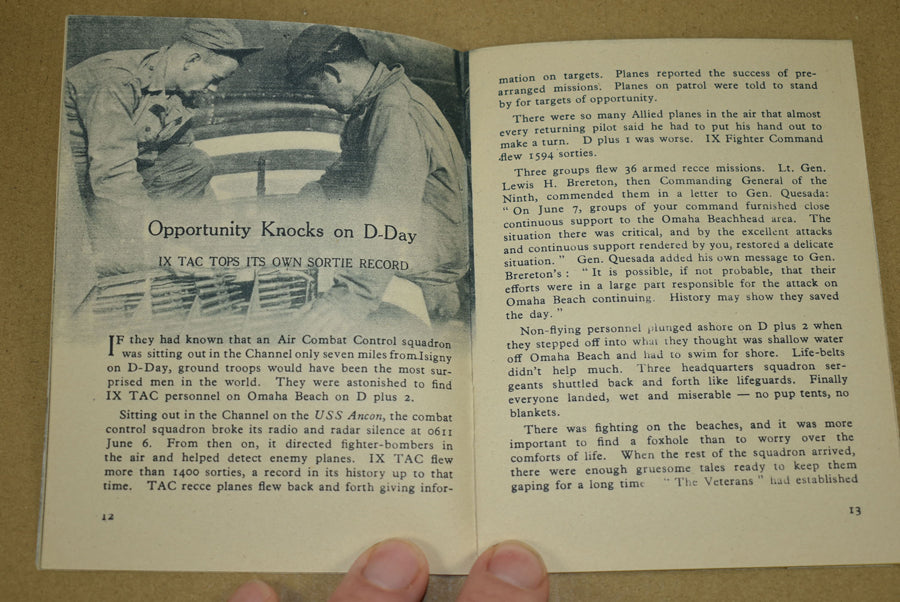 Opportunity Knocks on D-Day
IX TAC TOPS ITS OWN SORTIE RECORD
IF they had known that an Air Combat Control squadron
was sitting out in the Channel only seven miles from Isigny
on D-Day, ground troops would have been the most sur-
prised men in the world. They were astonished to find
IX TAC personnel on Omaha Beach on D plus 2.
Sitting out in the Channel on the USS Ancon, the combat
control squadron broke its radio and radar silence at 0611
June 6. From then on, it directed fighter-bombers in
the air and helped detect enemy planes. IX TAC flew
more than 1400 sorties, a record in its history up to that
time. TAC recce planes flew back and forth giving infor-
12
mation on targets. Planes reported the success of pre-
arranged missions. Planes on patrol were told to stand
by for targets of opportunity.
There were so many Allied planes in the air that almost
every returning pilot said he had to put his hand out to
make a turn. D plus 1 was worse. IX Fighter Command
flew 1594 sorties.
Three groups flew 36 armed recce missions. Lt. Gen.
Lewis H. Brereton, then Commanding General of the
Ninth, commended them in a letter to Gen. Quesada:
" On June 7, groups of your command furnished close
continuous support to the Omaha Beachhead area. The
situation there was critical, and by the excellent attacks
and continuous support rendered by you, restored a delicate
situation. " Gen. Quesada added his own message to Gen.
Brereton's : " It is possible, if not probable, that their
efforts were in a large part responsible for the attack on
Omaha Beach continuing. History may show they saved
the day. "
Non-flying personnel plunged ashore on D plus 2 when
they stepped off into what they thought was shallow water
off Omaha Beach and had to swim for shore. Life-belts
didn't help much. Three headquarters squadron ser-
geants shuttled back and forth like lifeguards. Finally
everyone landed, wet and miserable — no pup tents, no
blankets.
There was fighting on the beaches, and it was more
important to find a foxhole than to worry over the
comforts of life. When the rest of the squadron arrived,
there were enough gruesome tales ready to keep them
gaping for a long time " The Veterans " had established
13